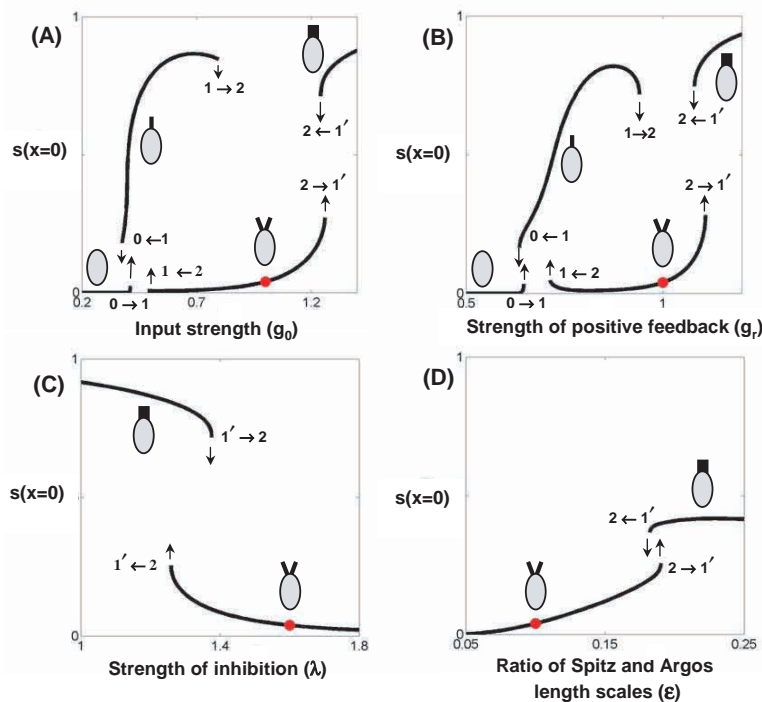 (A)
1
s(x=0)
0
0.2
0.7
1.2
Input strength (g0)
1→2
2←1′
2→1′
0←1
1←2
0→1
(B)
1
0
0.5
1
Strength of positive feedback (gr)
1→2
2←1′
2→1′
0←1
1←2
0→1
(C)
1
s(x=0)
0
1
1.4
1.8
Strength of inhibition (λ)
1′→2
1′←2
(D)
1
s(x=0)
0
0.05
0.15
0.25
Ratio of Spitz and Argos
length scales (ε)
2←1′
2→1′